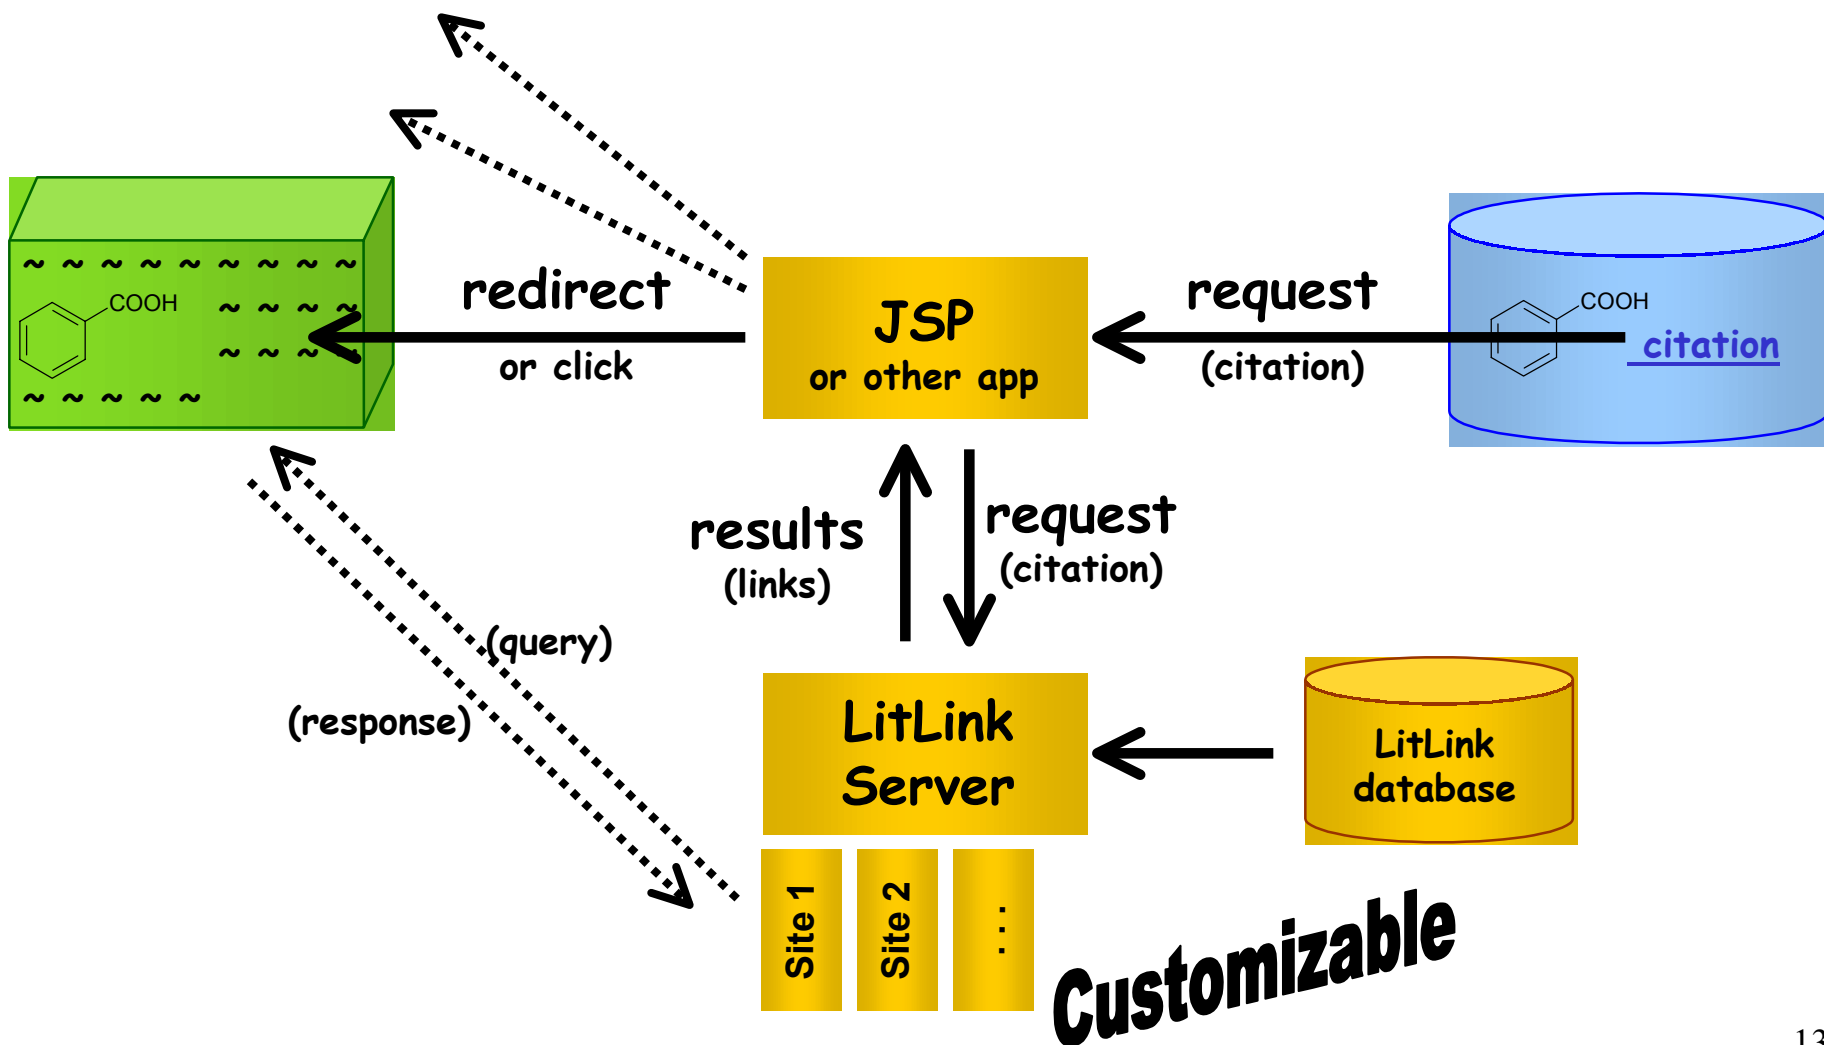 ~ ~ ~ ~ ~ ~ ~ ~ ~
COOH
~ ~ ~ ~
~ ~ ~ ~
~ ~ ~ ~ ~
redirect
or click
JSP
or other app
request
(citation)
COOH
citation
results
(links)
request
(citation)
(query)
(response)
LitLink
Server
LitLink
database
Site 1
Site 2
. . .
Customizable
13